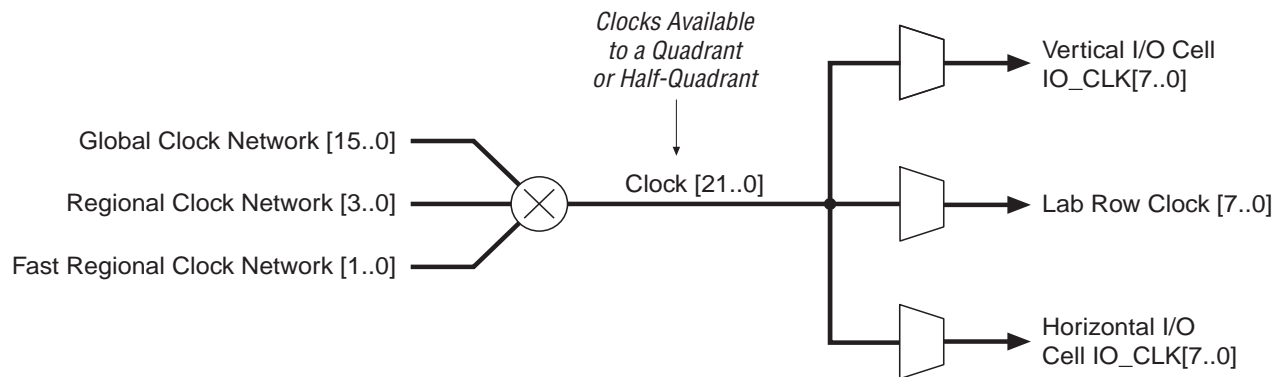 Clocks Available
to a Quadrant
or Half-Quadrant
Vertical I/O Cell
IO_CLK[7..0]
Global Clock Network [15..0]
Regional Clock Network [3..0]
Clock [21..0]
Lab Row Clock [7..0]
Fast Regional Clock Network [1..0]
Horizontal I/O
Cell IO_CLK[7..0]